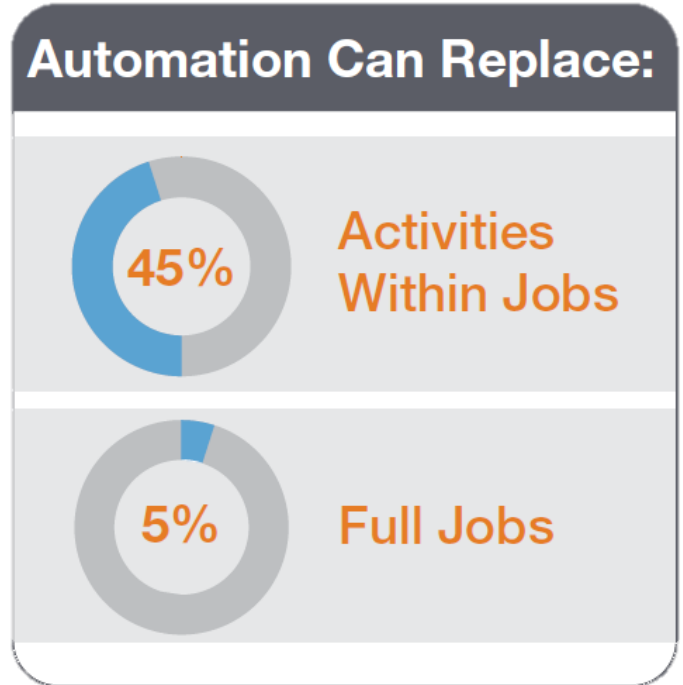 Automation Can Replace:
45%
Activities
Within Jobs
5%
Full Jobs